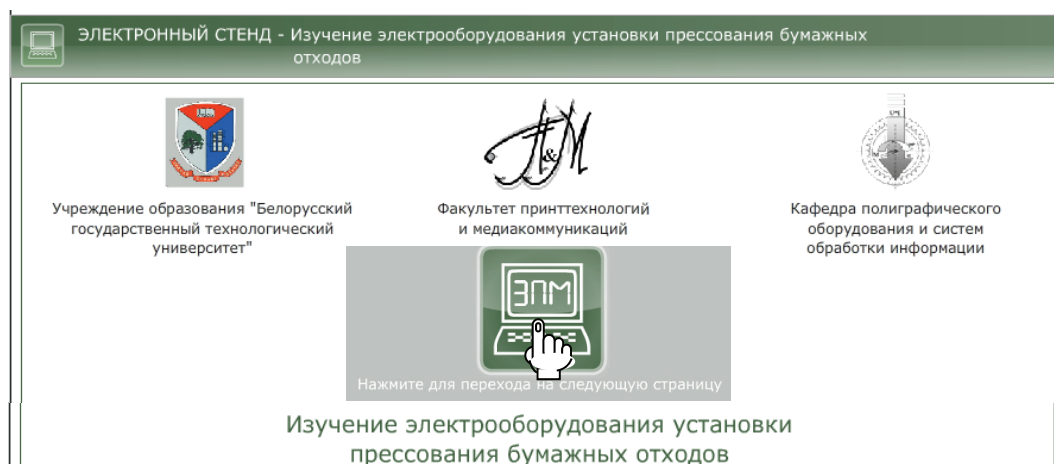 ЭЛЕКТРОННЫЙ СТЕНД - Изучение электрооборудования установки прессования бумажных
отходов
Учреждение образования "Белорусский
государственный технологический
университет"
Факультет принттехнологий
и медиакоммуникаций
Кафедра полиграфического
оборудования и систем
обработки информации
ЭПМ
Нажмите для перехода на следующую страницу
Изучение электрооборудования установки
прессования бумажных отходов